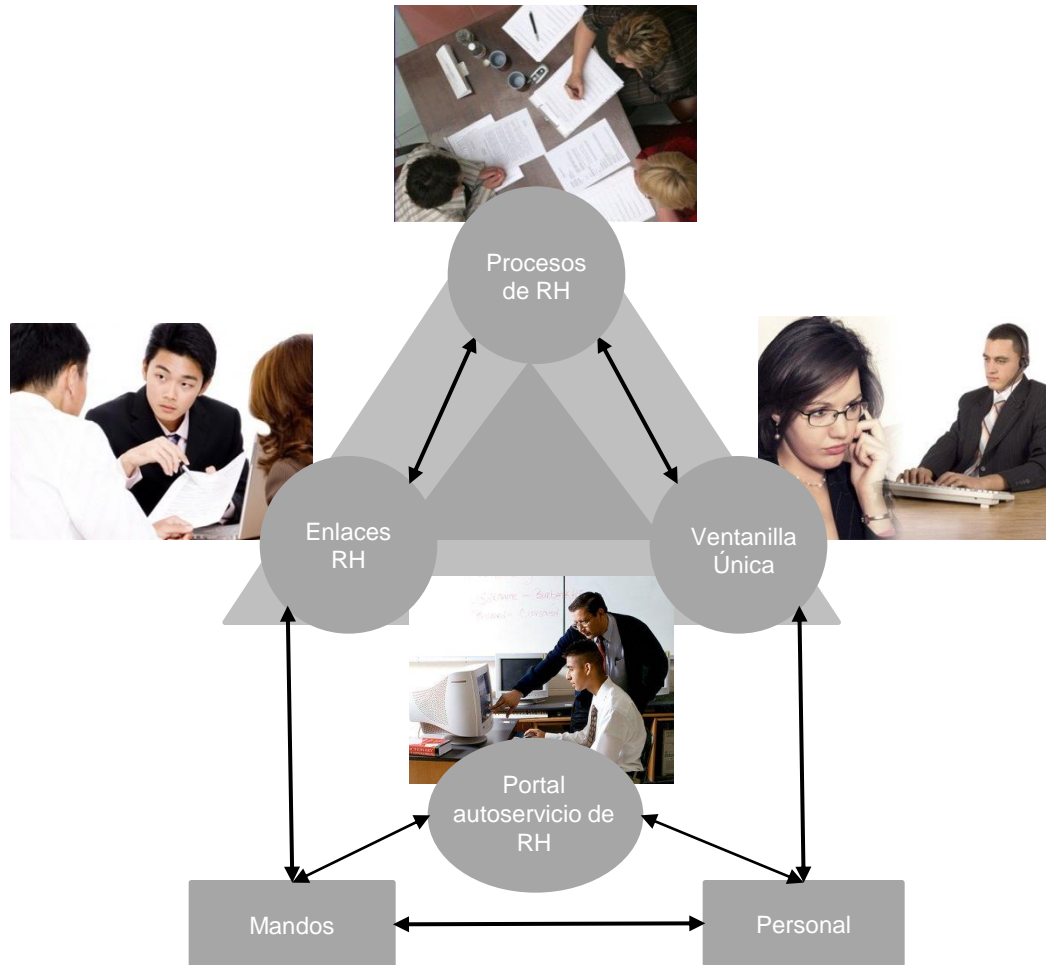 Procesos
de RH
Enlaces
RH
Ventanilla
Única
Portal
autoservicio de
RH
Mandos
Personal